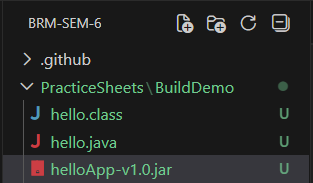 BRM-SEM-6
.github
PracticeSheets\BuildDemo
hello.class U
hello.java U
helloApp-v1.0.jar U